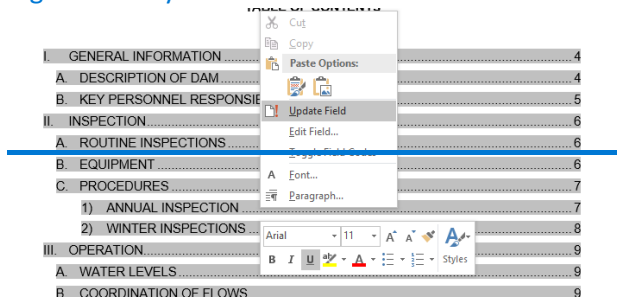 TABLE OF CONTENTS
Cut
Copy
Paste Options:
Update Field
Edit Field...
Toggle Field Codes
Font...
Paragraph...
I. GENERAL INFORMATION 4
A. DESCRIPTION OF DAM 4
B. KEY PERSONNEL 5
II. INSPECTION 6
A. ROUTINE INSPECTIONS 6
B. EQUIPMENT 6
C. PROCEDURES 7
1) ANNUAL INSPECTION 7
2) WINTER INSPECTIONS 8
III. OPERATION 9
A. WATER LEVELS 9
B. COORDINATION OF FLOWS 9
Arial 11 A A A
B I U ab A Styles